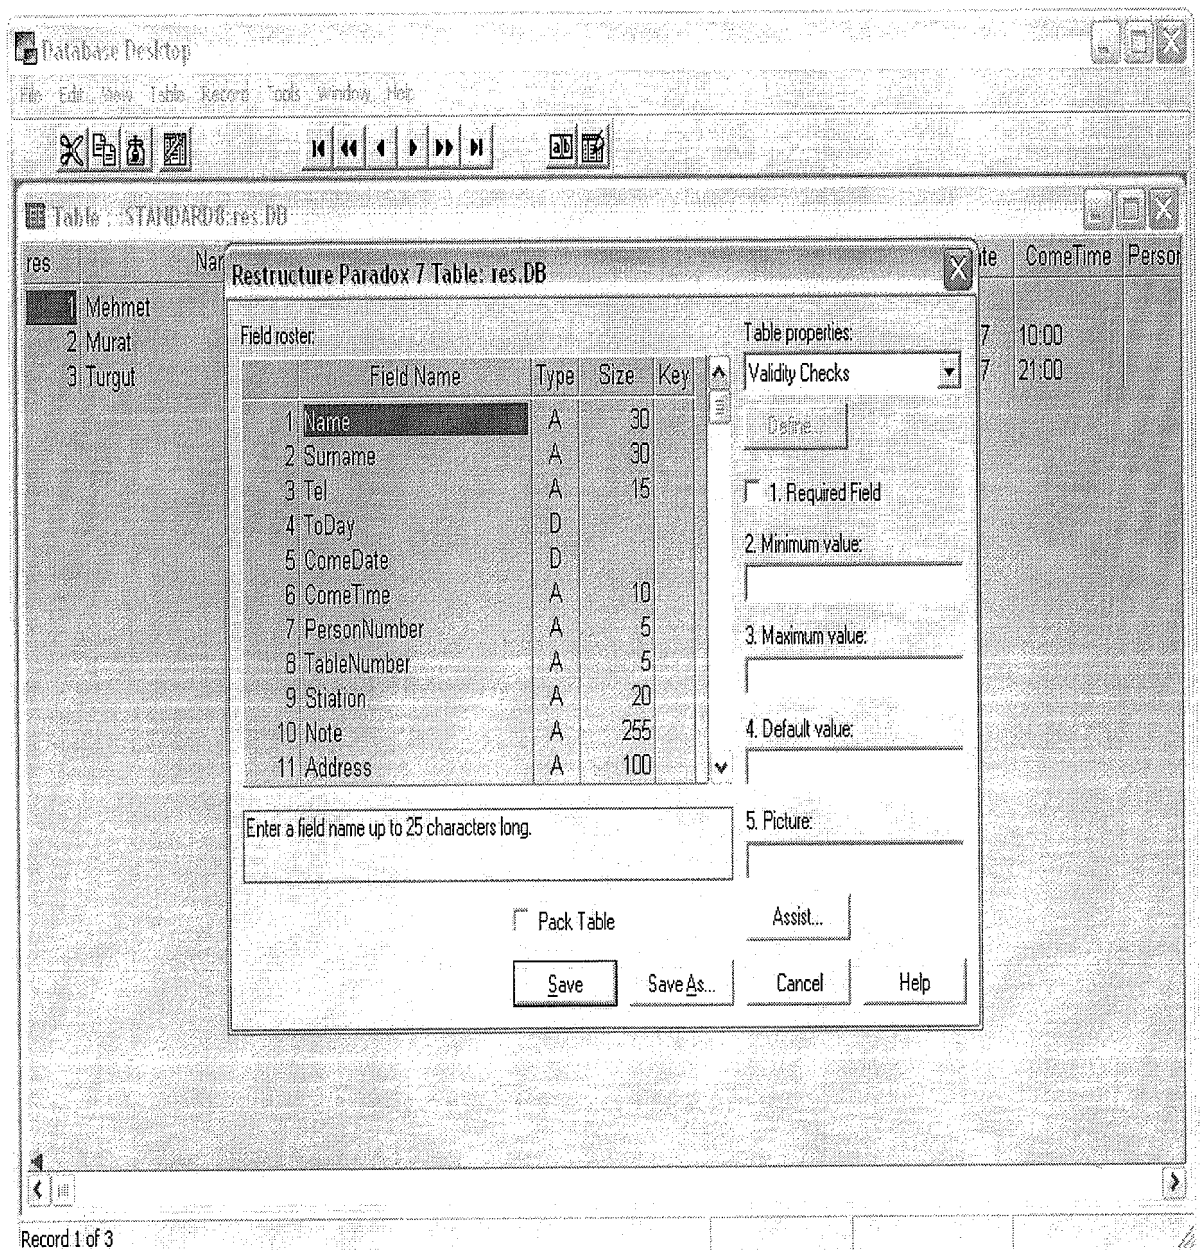 Database Desktop
File Edit View Table Record Tools Window Help
Table : :STANDARD8:res.DB
res Nar ate ComeTime Person
1 Mehmet
2 Murat 7 10:00
3 Turgut 7 21:00
Restructure Paradox 7 Table: res.DB
Field roster:
Field Name Type Size Key
1 Name A 30
2 Surname A 30
3 Tel A 15
4 ToDay D
5 ComeDate D
6 ComeTime A 10
7 PersonNumber A 5
8 TableNumber A 5
9 Stiation A 20
10 Note A 255
11 Address A 100
Enter a field name up to 25 characters long.
Table properties:
Validity Checks
Define...
1. Required Field
2. Minimum value:
3. Maximum value:
4. Default value:
5. Picture:
Assist...
Pack Table
Save Save As... Cancel Help
Record 1 of 3